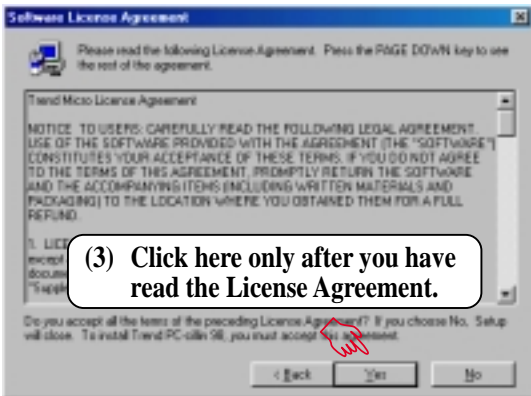 Software License Agreement
Please read the following License Agreement. Press the PAGE DOWN key to see
the rest of the agreement.
Trend Micro License Agreement
NOTICE TO USERS: CAREFULLY READ THE FOLLOWING LEGAL AGREEMENT.
USE OF THE SOFTWARE PROVIDED WITH THE AGREEMENT (THE "SOFTWARE")
CONSTITUTES YOUR ACCEPTANCE OF THESE TERMS. IF YOU DO NOT AGREE
TO THE TERMS OF THIS AGREEMENT, PROMPTLY RETURN THE SOFTWARE
AND THE ACCOMPANYING ITEMS (INCLUDING WRITTEN MATERIALS AND
PACKAGING) TO THE LOCATION WHERE YOU OBTAINED THEM FOR A FULL
REFUND.
1. LICE
except
docume
"Supple
(3) Click here only after you have
read the License Agreement.
Do you accept all the terms of the preceding License Agreement? If you choose No, Setup
will close. To install Trend PC-cillin 98, you must accept this agreement.
< Back Yes No